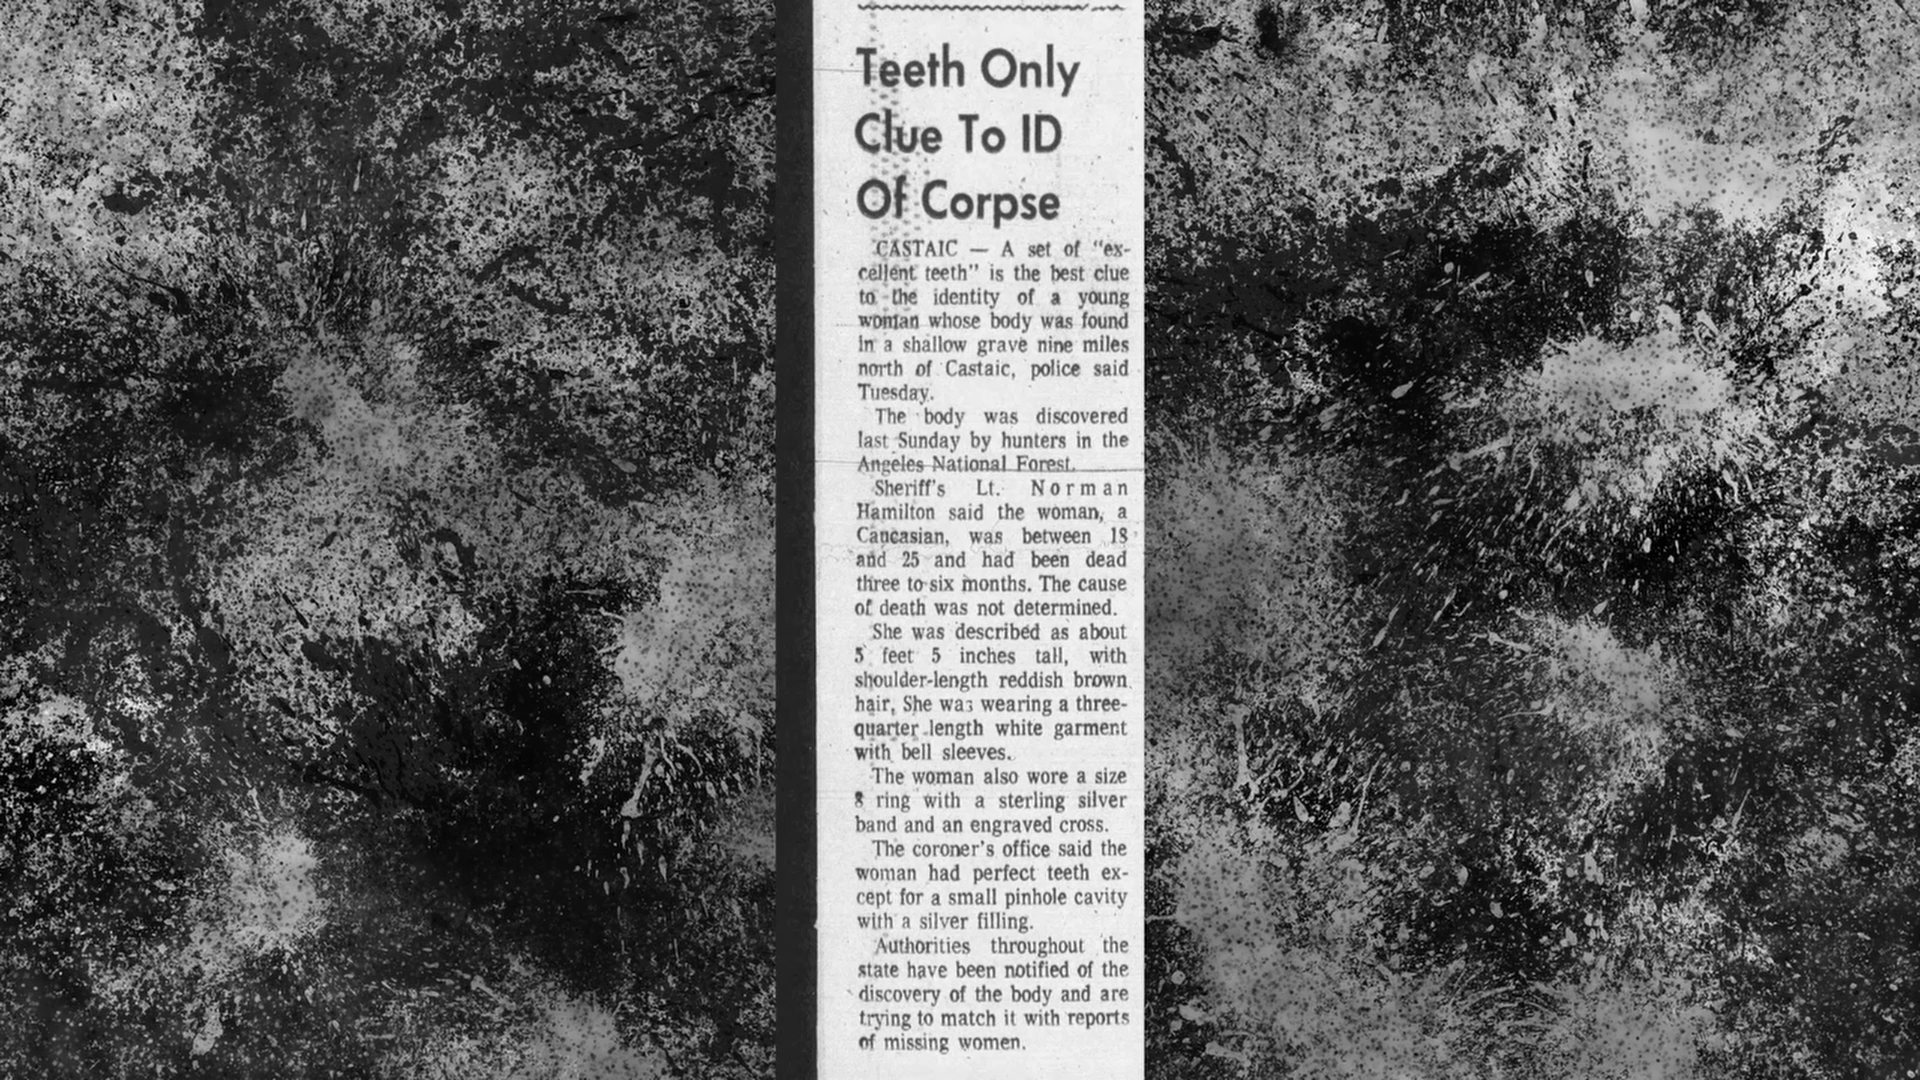 Teeth Only
Clue To ID
Of Corpse
CASTAIC — A set of "ex-
cellent teeth" is the best clue
to the identity of a young
woman whose body was found
in a shallow grave nine miles
north of Castaic, police said
Tuesday.
The body was discovered
last Sunday by hunters in the
Angeles National Forest.
Sheriff's Lt. Norman
Hamilton said the woman, a
Caucasian, was between 18
and 25 and had been dead
three to six months. The cause
of death was not determined.
She was described as about
5 feet 5 inches tall, with
shoulder-length reddish brown
hair, She was wearing a three-
quarter length white garment
with bell sleeves.
The woman also wore a size
8 ring with a sterling silver
band and an engraved cross.
The coroner's office said the
woman had perfect teeth ex-
cept for a small pinhole cavity
with a silver filling.
Authorities throughout the
state have been notified of the
discovery of the body and are
trying to match it with reports
of missing women.